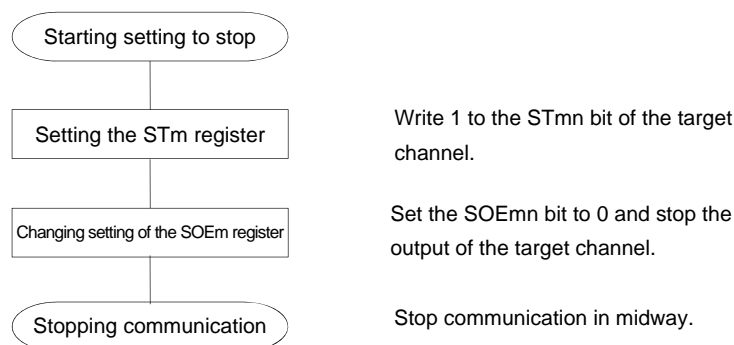 Starting setting to stop
Setting the STm register
Write 1 to the STmn bit of the target
channel.
Changing setting of the SOEm register
Set the SOEmn bit to 0 and stop the
output of the target channel.
Stopping communication
Stop communication in midway.